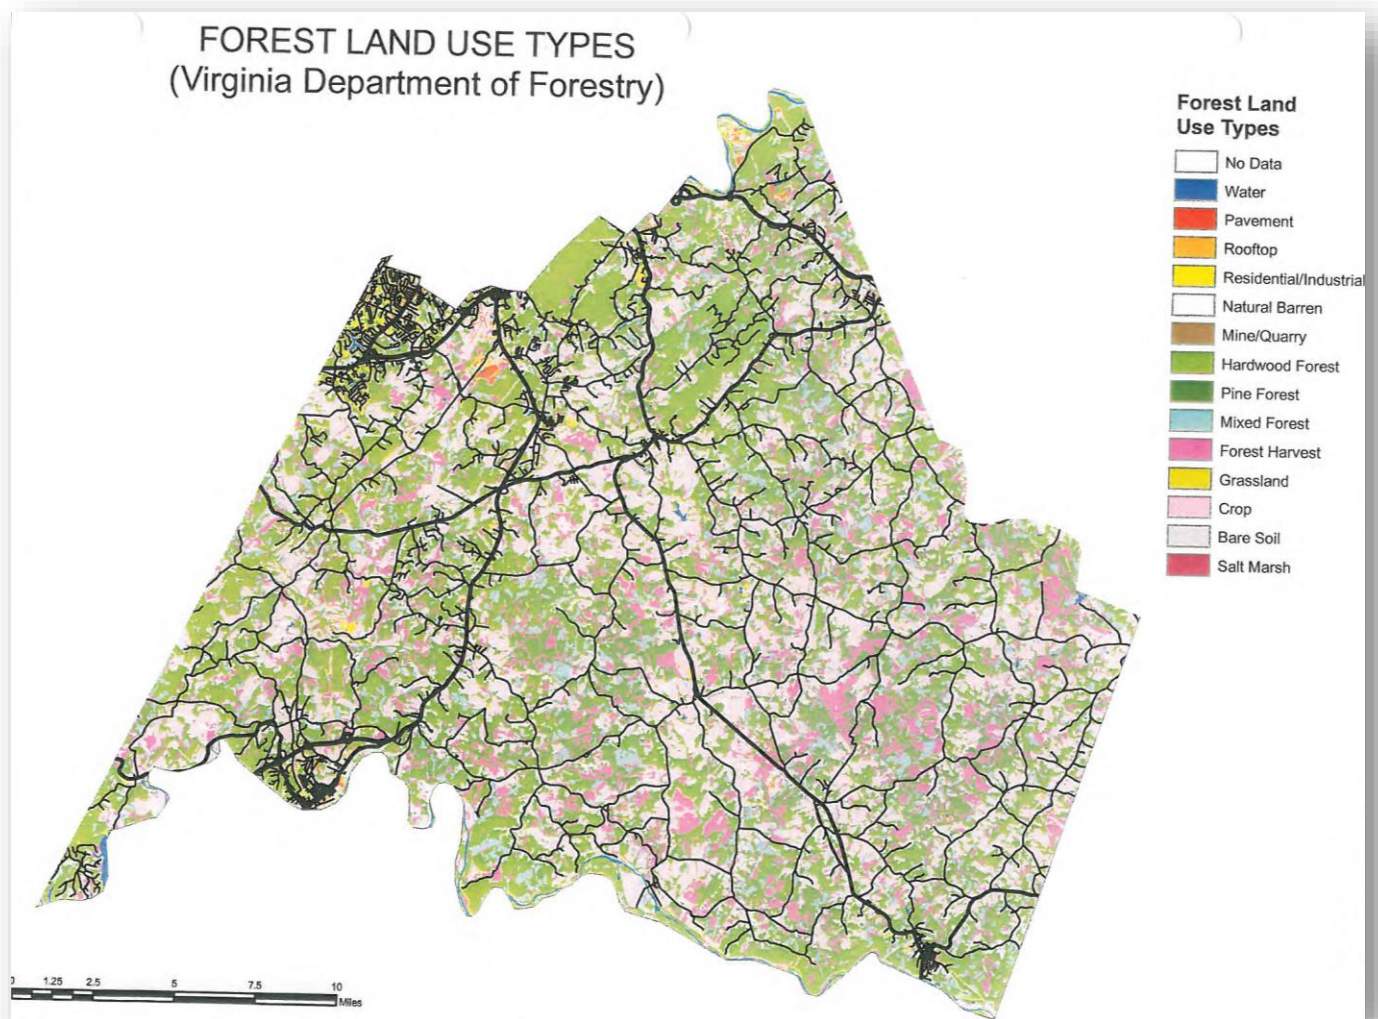 FOREST LAND USE TYPES
(Virginia Department of Forestry)
Forest Land
Use Types
No Data
Water
Pavement
Rooftop
Residential/Industrial
Natural Barren
Mine/Quarry
Hardwood Forest
Pine Forest
Mixed Forest
Forest Harvest
Grassland
Crop
Bare Soil
Salt Marsh
0 1.25 2.5 5 7.5 10
Miles